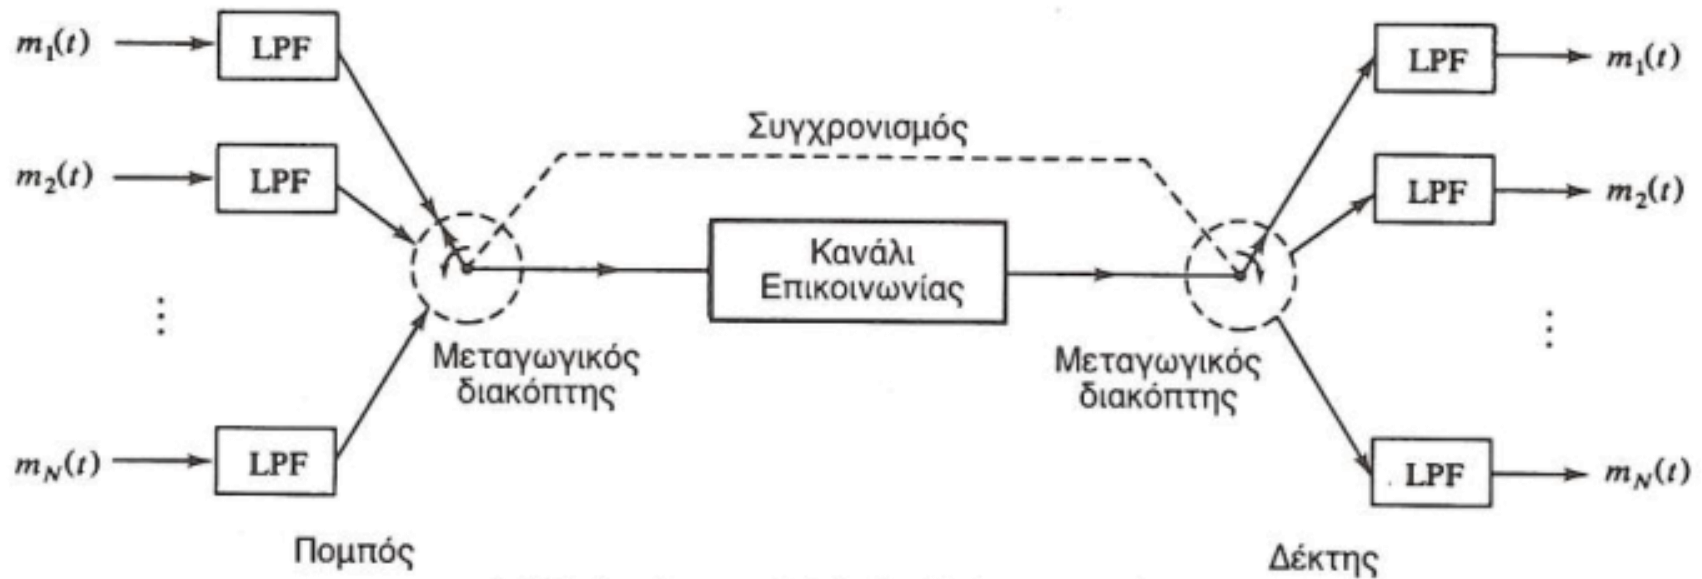 m₁(t) LPF LPF m₁(t)
Συγχρονισμός
m₂(t) LPF LPF m₂(t)
Κανάλι
Επικοινωνίας
⋮ ⋮
Μεταγωγικός Μεταγωγικός
διακόπτης διακόπτης
m_N(t) LPF LPF m_N(t)
Πομπός Δέκτης